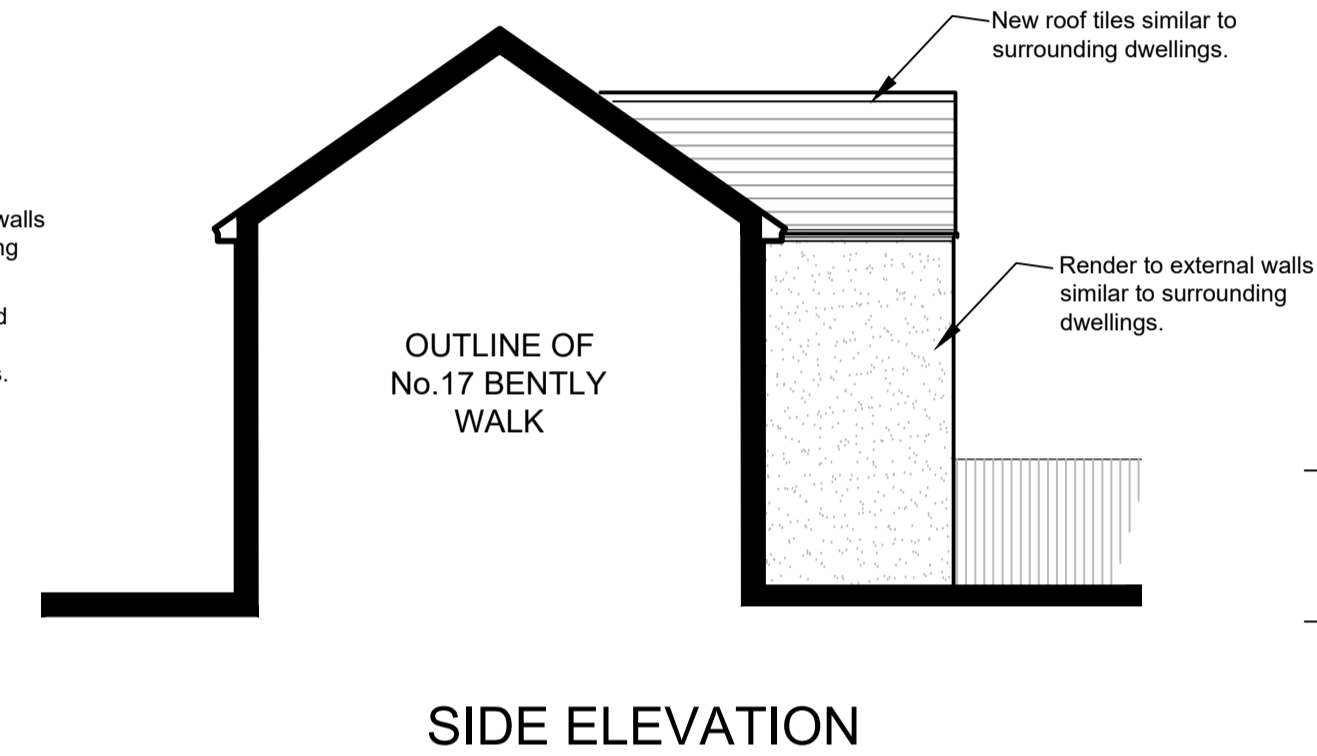 New roof tiles similar to
surrounding dwellings.
walls
Render to external walls
similar to surrounding
dwellings.
OUTLINE OF
No.17 BENTLY
WALK
SIDE ELEVATION